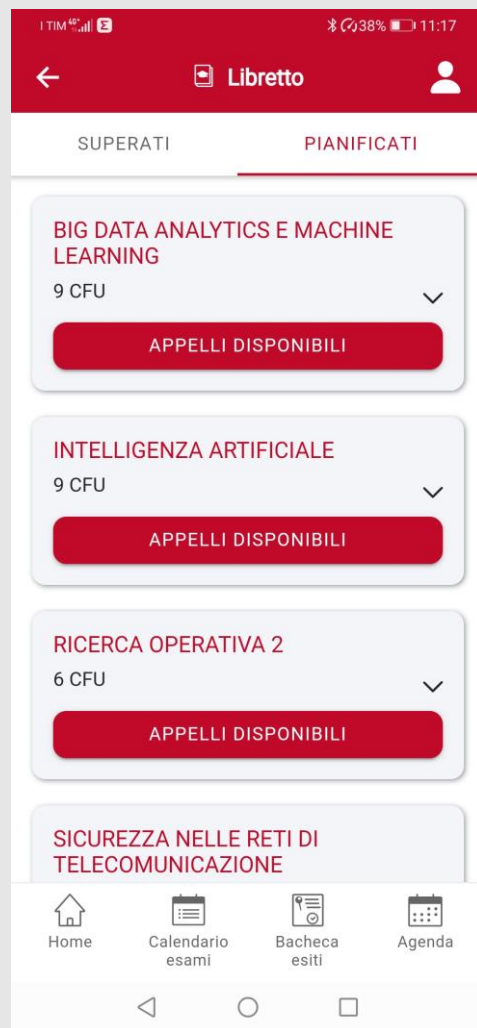 I TIM 46+ Σ 38% 11:17
Libretto
SUPERATI PIANIFICATI
BIG DATA ANALYTICS E MACHINE
LEARNING
9 CFU
APPELLI DISPONIBILI
INTELLIGENZA ARTIFICIALE
9 CFU
APPELLI DISPONIBILI
RICERCA OPERATIVA 2
6 CFU
APPELLI DISPONIBILI
SICUREZZA NELLE RETI DI
TELECOMUNICAZIONE
Home Calendario Bacheca Agenda
esami esiti